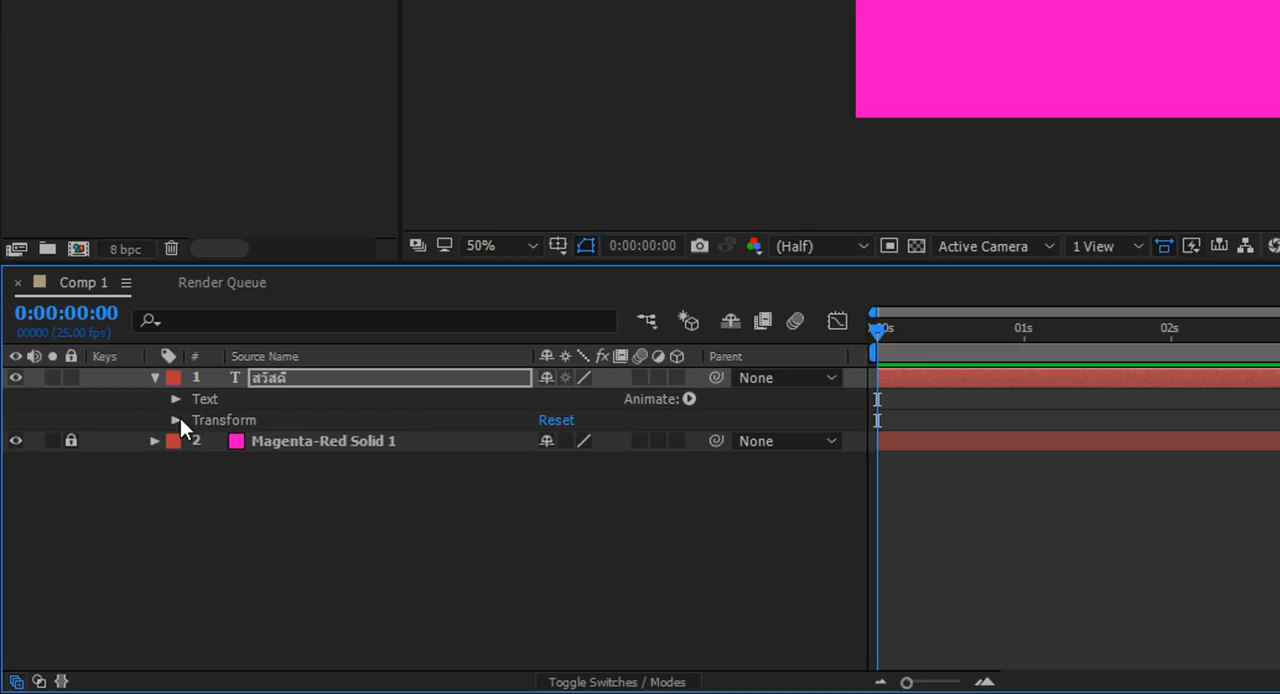 8 bpc
50%
0:00:00:00
(Half)
Active Camera
1 View
Comp 1
Render Queue
0:00:00:00
00000 (25.00 fps)
01s
02s
Keys
#
Source Name
fx
Parent
1
T
สวัสดี
None
Text
Animate:
Transform
Reset
2
Magenta-Red Solid 1
None
Toggle Switches / Modes